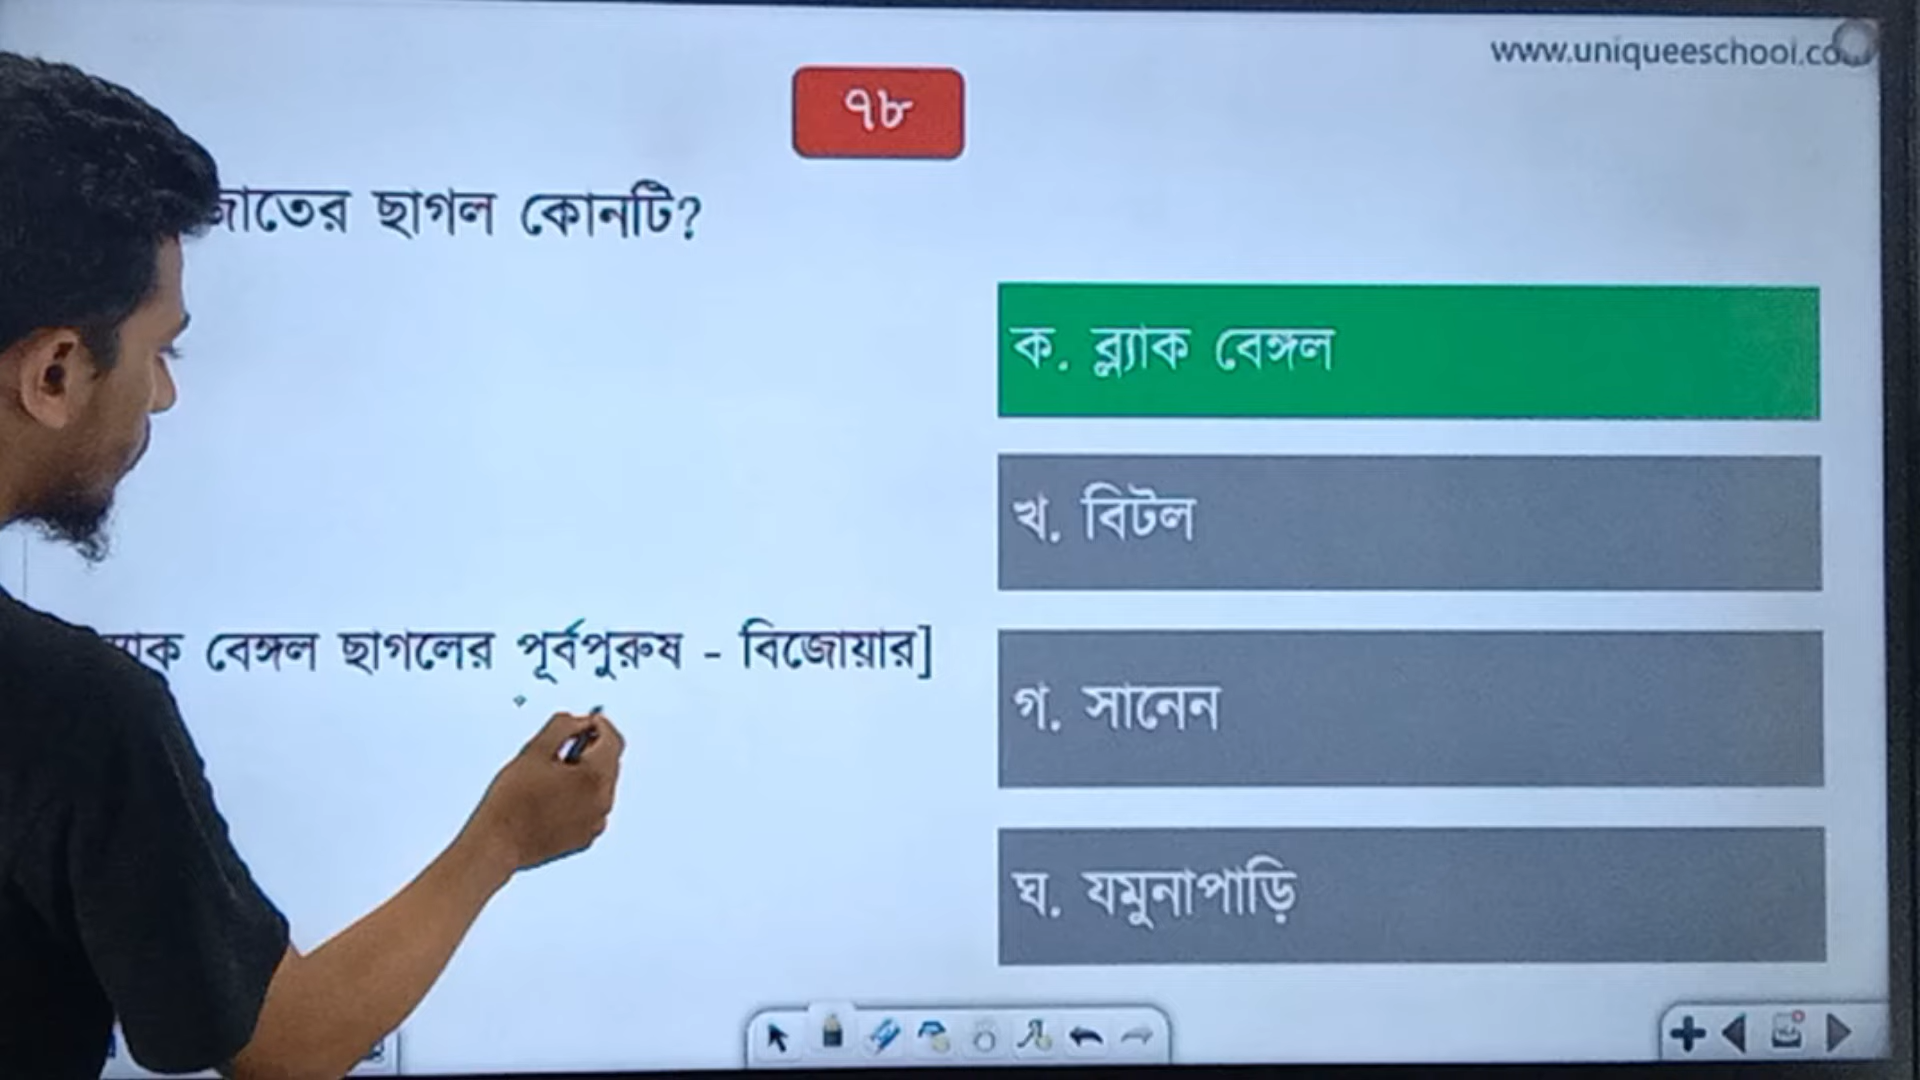 www.uniqueeschool.co
৭৮
জাতের ছাগল কোনটি?
ক. ব্ল্যাক বেঙ্গল
খ. বিটল
বেঙ্গল ছাগলের পূর্বপুরুষ - বিজোয়ার]
গ. সানেন
ঘ. যমুনাপাড়ি